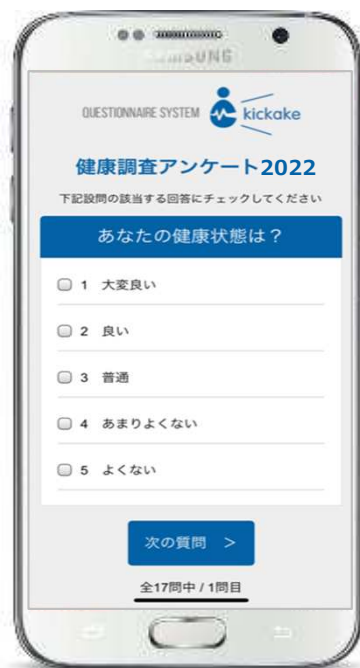 SAMSUNG
QUESTIONNAIRE SYSTEM kickake
健康調査アンケート2022
下記設問の該当する回答にチェックしてください
あなたの健康状態は？
1 大変良い
2 良い
3 普通
4 あまりよくない
5 よくない
次の質問 >
全17問中 / 1問目